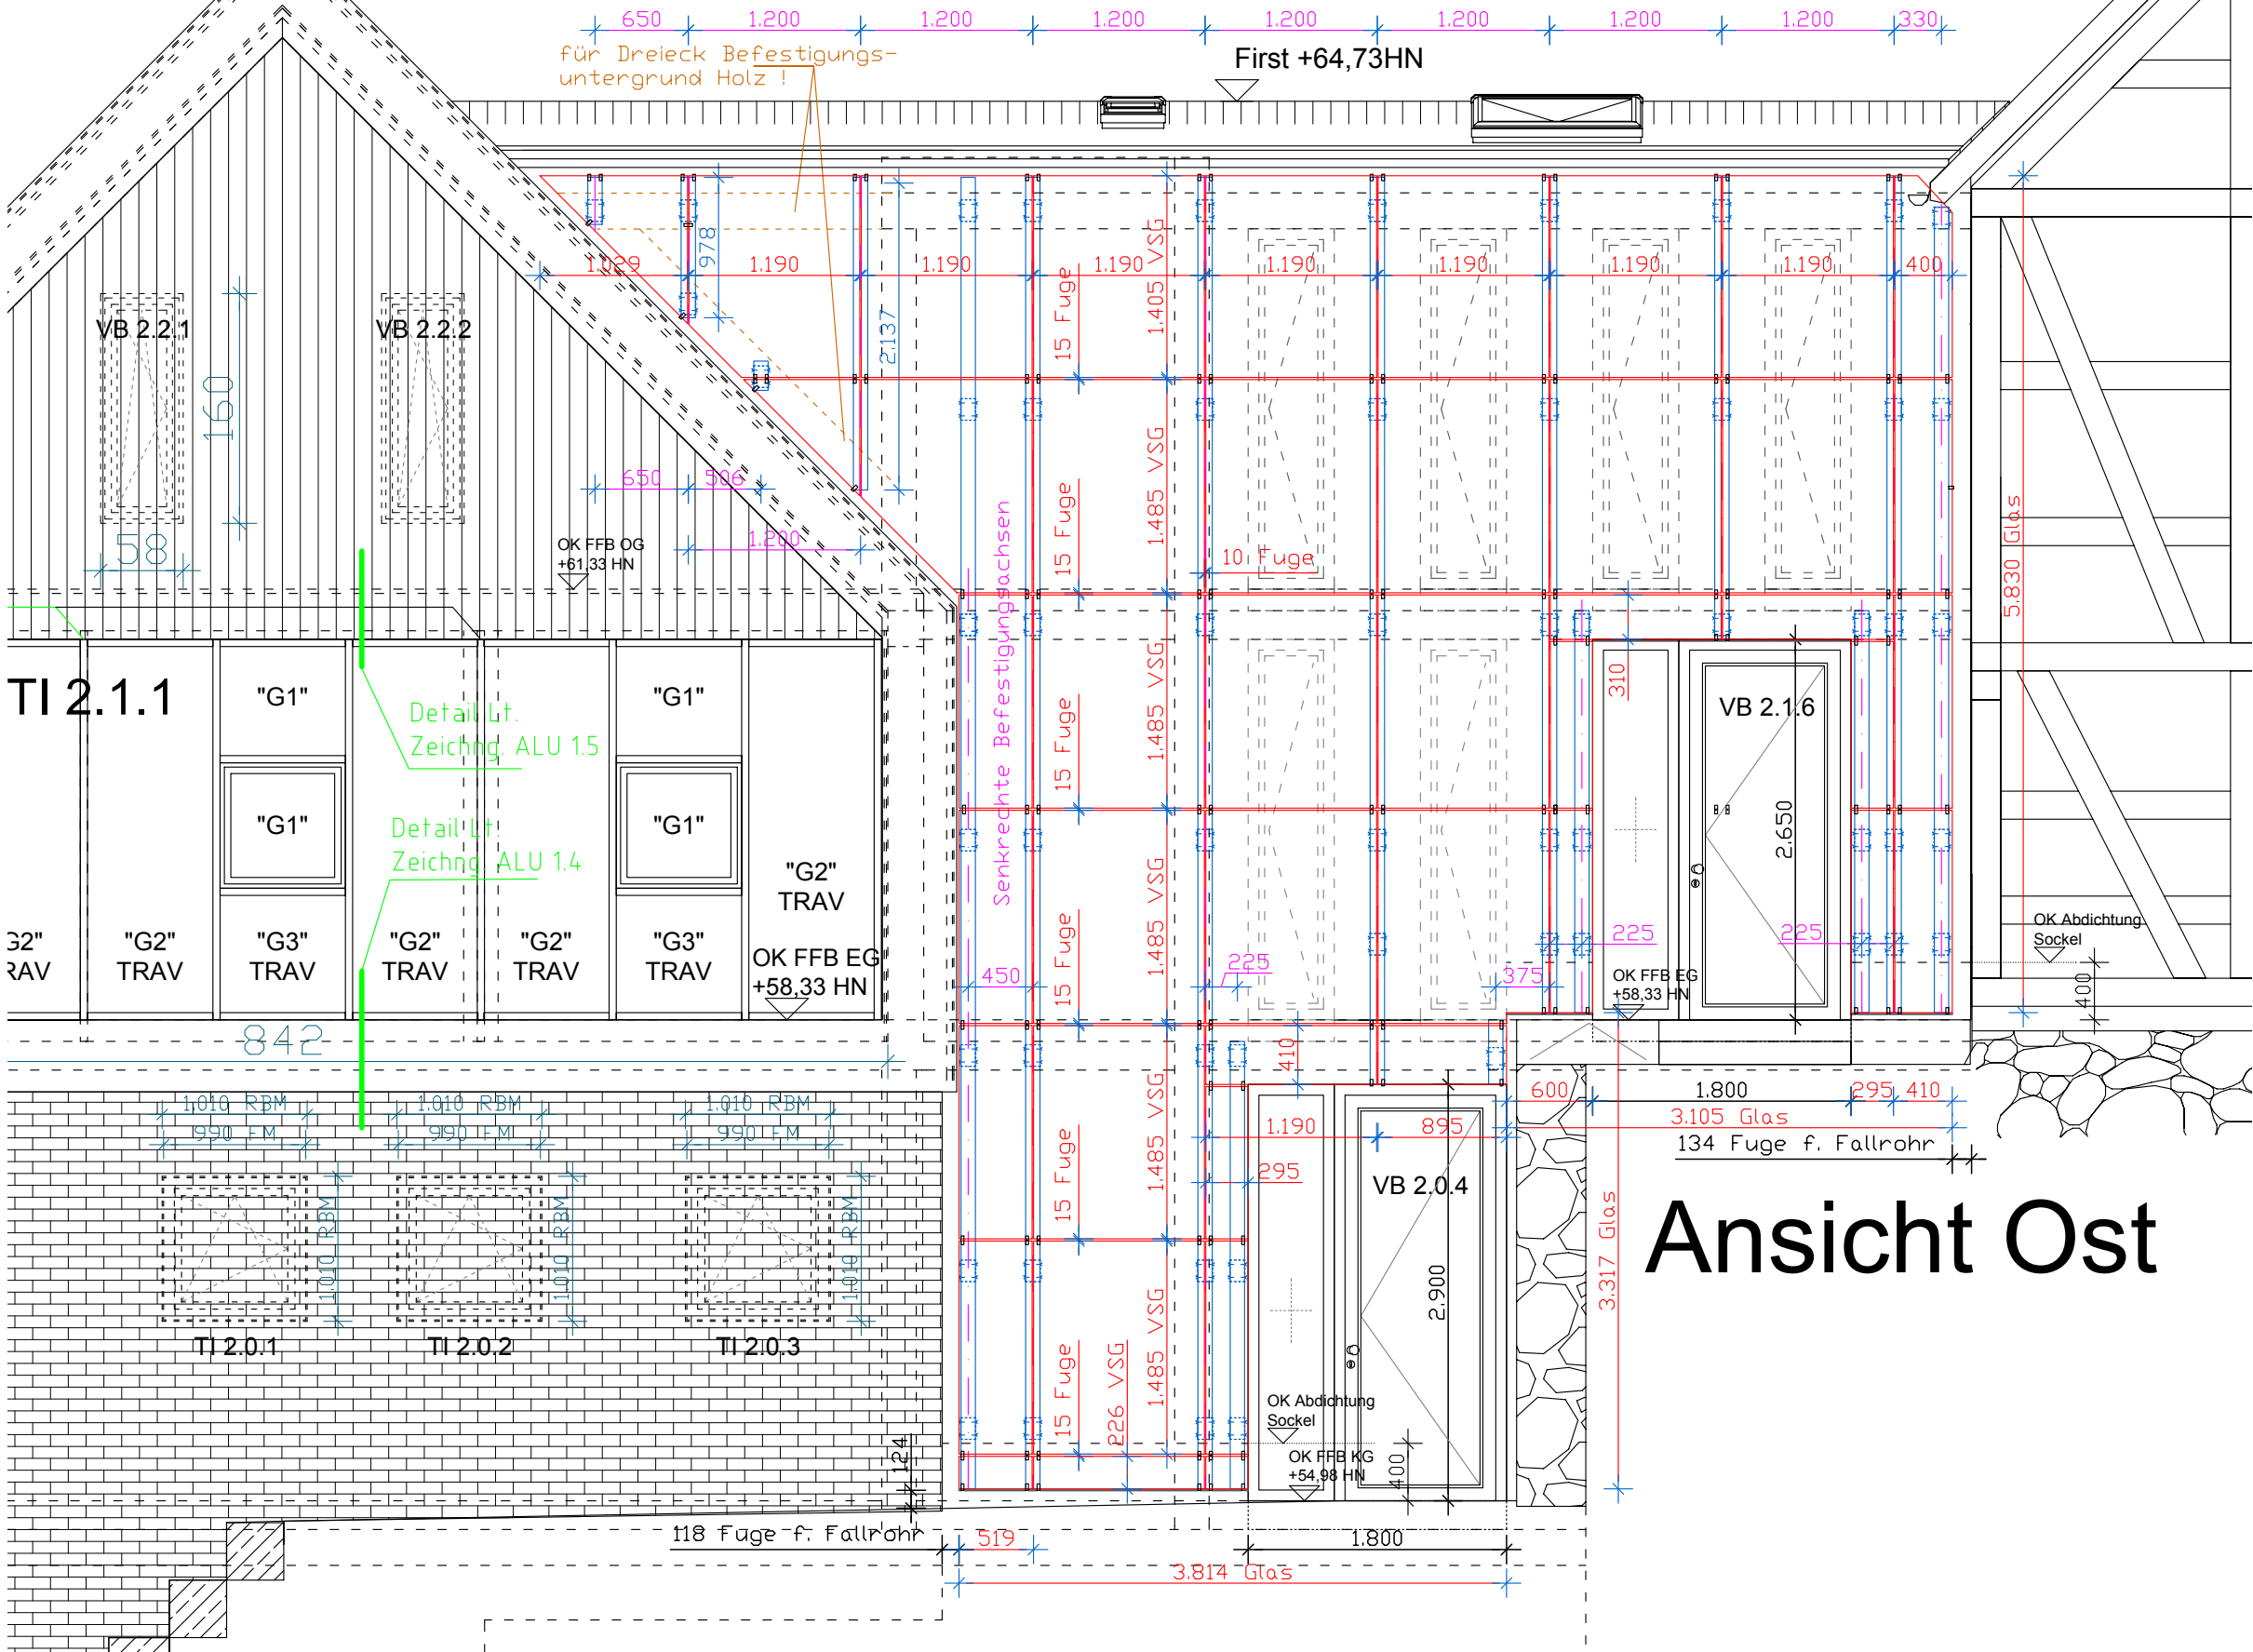 650 1.200 1.200 1.200 1.200 1.200 1.200 1.200 330
für Dreieck Befestigungs-
untergrund Holz !
First +64,73HN
978
1.405 VSG
15 Fuge
1.029 1.190 1.190 1.190 1.190 1.190 1.190 1.190 400
VB 2.2.1
VB 2.2.2
2.137
160
650 506
1.485 VSG
15 Fuge
Senkrechte Befestigungsachsen
5.830 Glas
58
OK FFB OG
+61,33 HN
1.200
10 Fuge
TI 2.1.1
"G1"
"G1"
310
VB 2.1.6
Detail Lt.
Zeichng. ALU 1.5
1.485 VSG
15 Fuge
"G1"
"G1"
Detail Lt.
Zeichng. ALU 1.4
2.650
"G2"
TRAV
1.485 VSG
15 Fuge
"G2"
TRAV
"G3"
TRAV
"G2"
TRAV
"G2"
TRAV
"G3"
TRAV
OK FFB EG
+58,33 HN
450
225
375
225
225
OK FFB EG
+58,33 HN
OK Abdichtung
Sockel
400
842
410
1.010 RBM
990 FM
1.010 RBM
990 FM
1.010 RBM
990 FM
1.485 VSG
15 Fuge
1.190 895
295
600 1.800 295 410
3.105 Glas
134 Fuge f. Fallrohr
VB 2.0.4
1.010 RBM
1.010 RBM
1.010 RBM
Ansicht Ost
3.317 Glas
2.900
TI 2.0.1
TI 2.0.2
TI 2.0.3
15 Fuge
226 VSG
1.485 VSG
OK Abdichtung
Sockel
OK FFB KG
+54,98 HN
400
124
118 Fuge f. Fallrohr
519
1.800
3.814 Glas